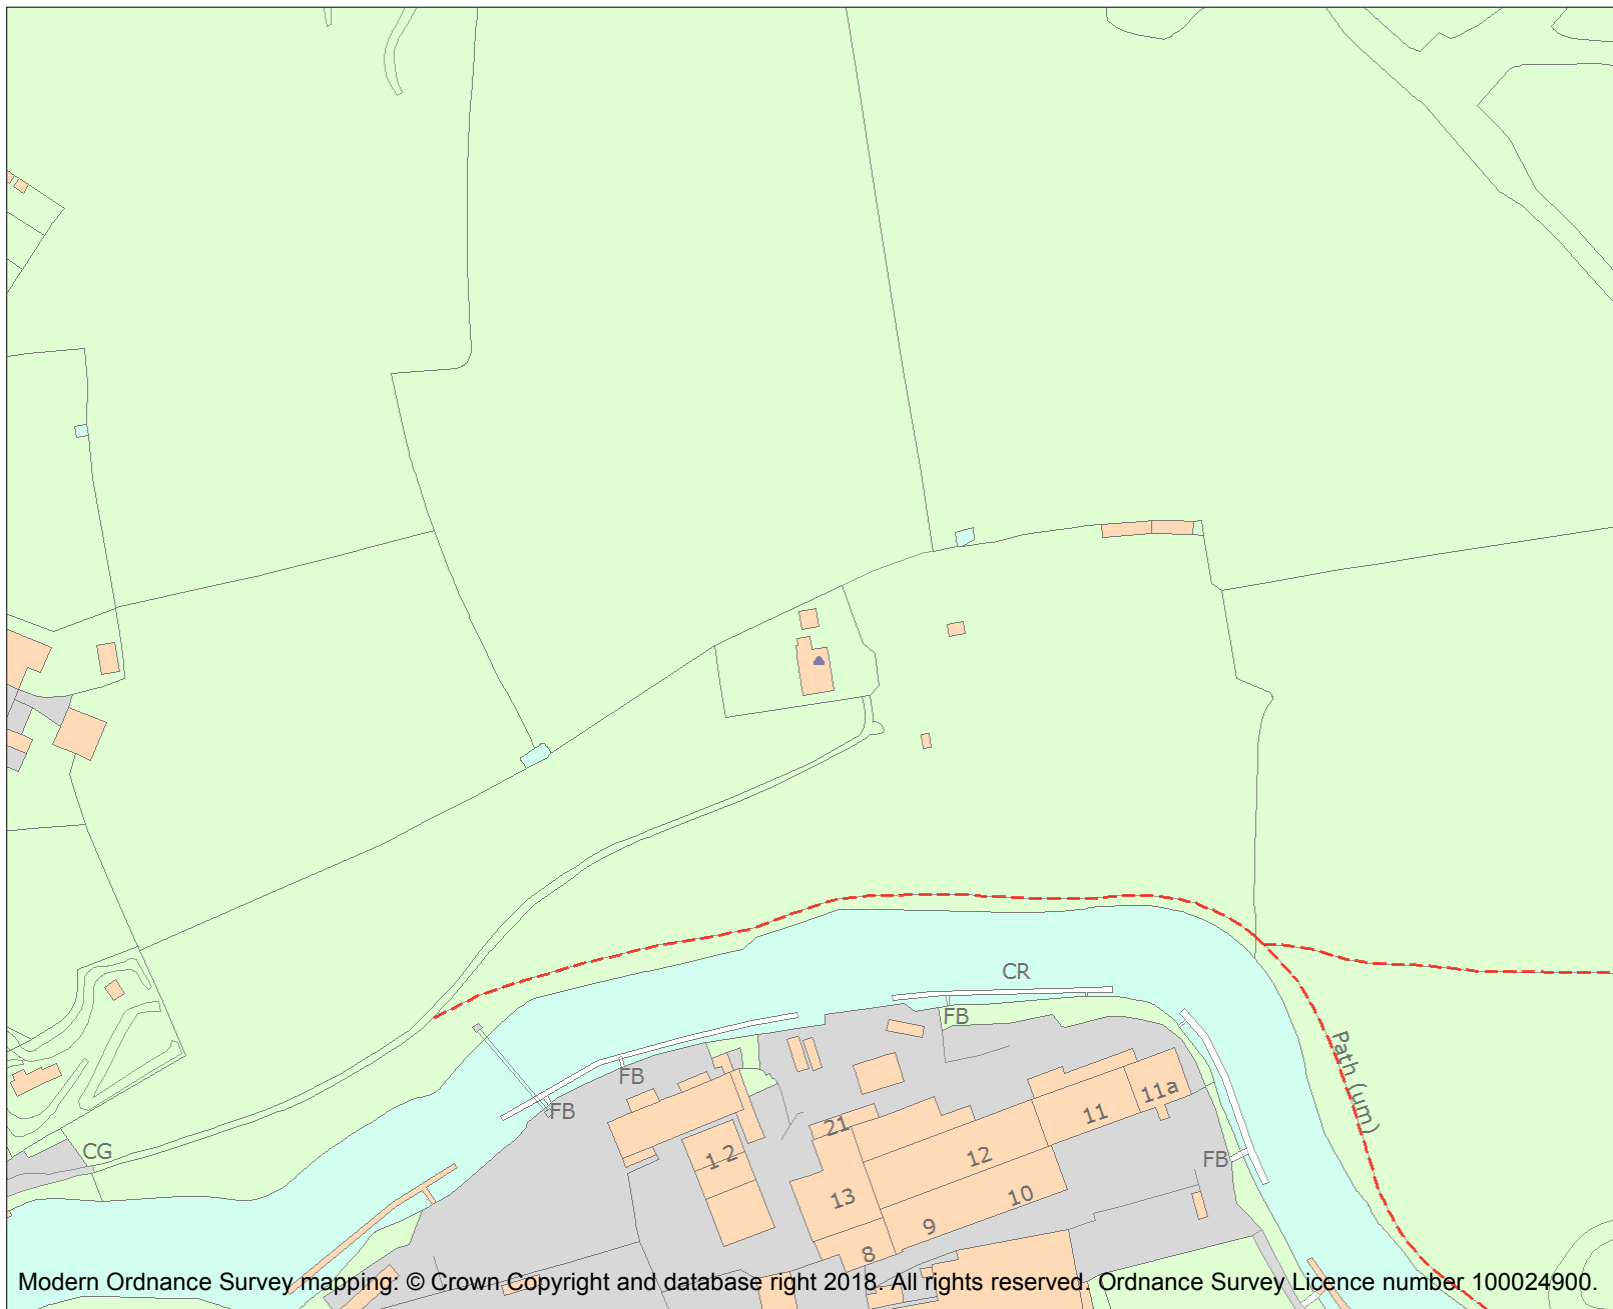 CR
FB
FB
FB
Path (um)
11a
11
21
12
1 2
CG
FB
13
10
9
8
Modern Ordnance Survey mapping: © Crown Copyright and database right 2018. All rights reserved. Ordnance Survey Licence number 100024900.